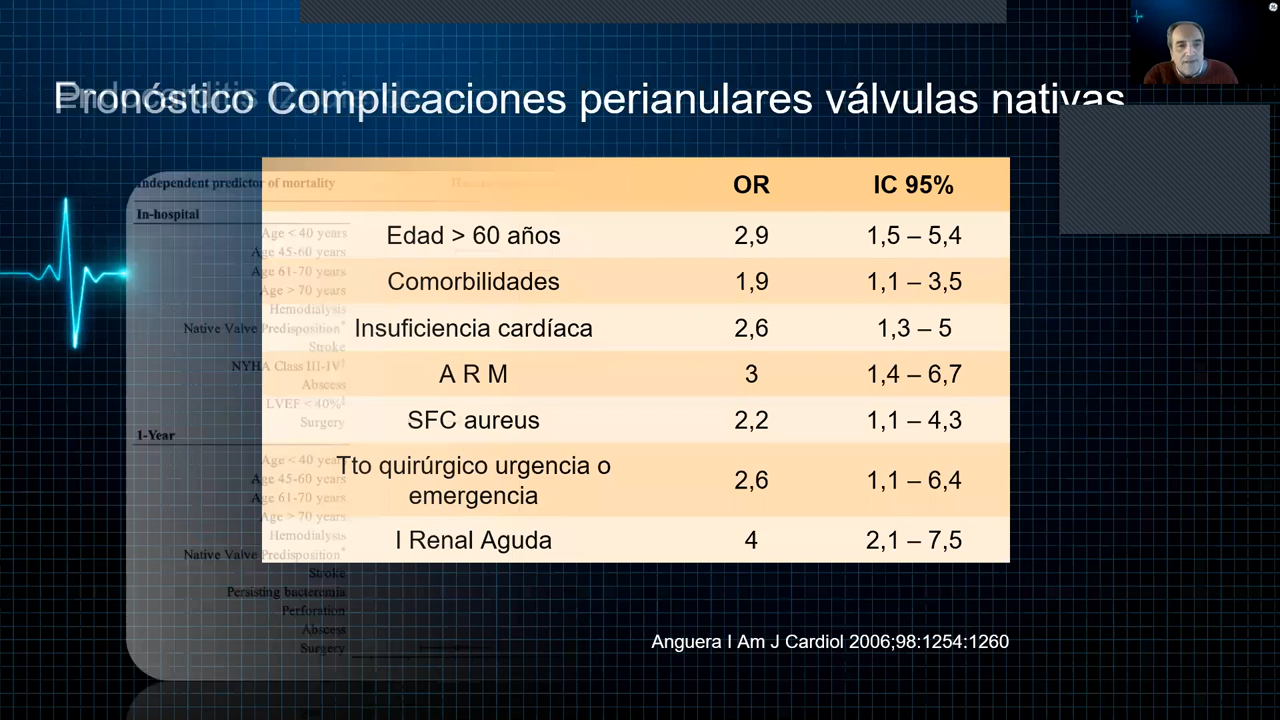 Pronóstico Complicaciones perianulares válvulas nativas
Endocarditis
OR IC 95%
Edad > 60 años 2,9 1,5 – 5,4
Comorbilidades 1,9 1,1 – 3,5
Insuficiencia cardíaca 2,6 1,3 – 5
A R M 3 1,4 – 6,7
SFC aureus 2,2 1,1 – 4,3
Tto quirúrgico urgencia o
emergencia 2,6 1,1 – 6,4
I Renal Aguda 4 2,1 – 7,5
Anguera I Am J Cardiol 2006;98:1254:1260
Independent predictor of mortality
In-hospital
Age < 40 years
Age 45-60 years
Age 61-70 years
Age > 70 years
Hemodialysis
Native Valve Predisposition*
Stroke
NYHA Class III-IV†
Abscess
LVEF < 40%‡
Surgery
1-Year
Age < 40 years
Age 45-60 years
Age 61-70 years
Age > 70 years
Hemodialysis
Native Valve Predisposition*
Stroke
Persisting bacteremia
Perforation
Abscess
Surgery